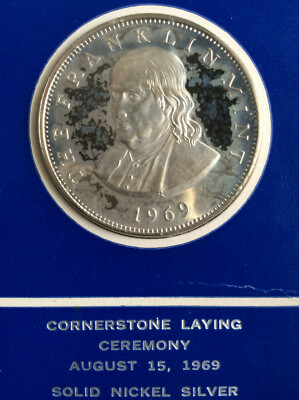 THE FRANKLIN MINT
1969
CORNERSTONE LAYING
CEREMONY
AUGUST 15, 1969
SOLID NICKEL SILVER